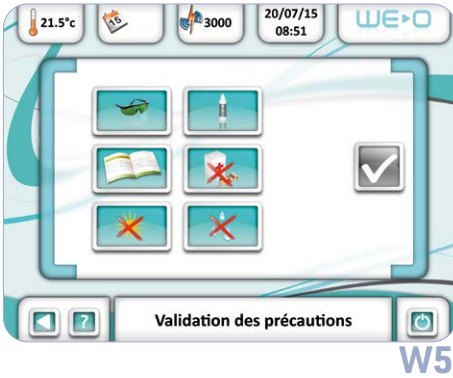 21.5°c
15
3000
20/07/15
08:51
WE►O
?
Validation des précautions
W5